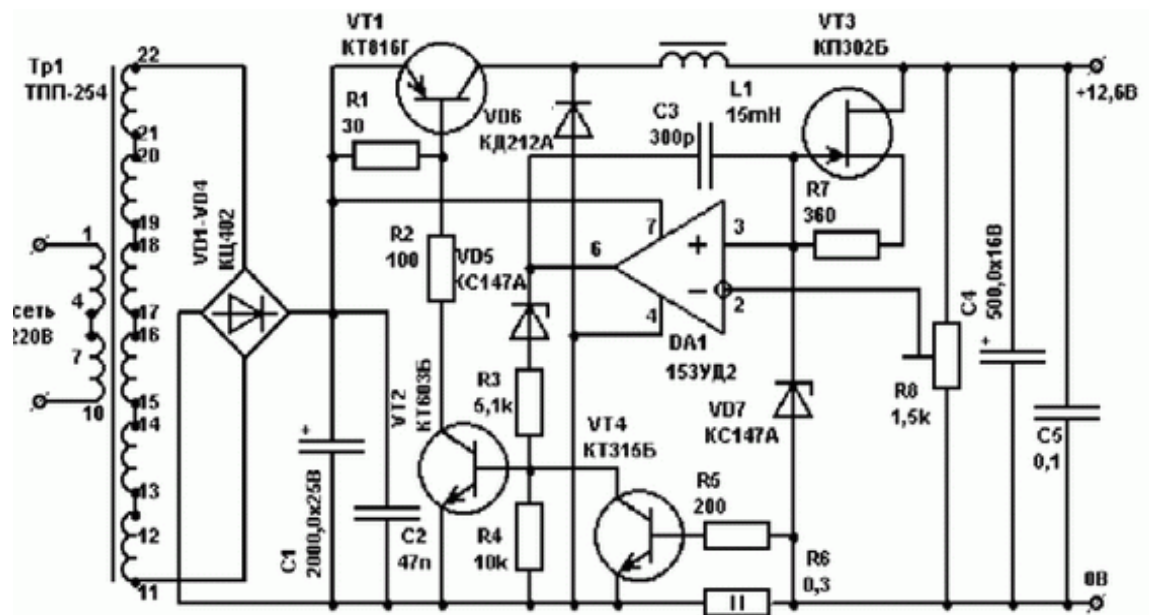 Тр1
ТПП-254
22
21
20
19
18
17
16
15
14
13
12
11
1
4
7
10
сеть
220В
VD1-VD4
КЦ402
VT1
КТ816Г
R1
30
R2
100
VD6
КД212А
VD5
КС147А
C3
300p
L1
15mH
VT3
КП302Б
R7
360
7
3
6
2
4
+
−
DA1
153УД2
R3
5,1k
R4
10k
VT2
КТ603Б
VT4
КТ315Б
VD7
КС147А
R5
200
R6
0,3
R8
1,5k
+
C1
2000,0x25В
C2
47n
+
C4
500,0x16В
C5
0,1
+12,6В
0В